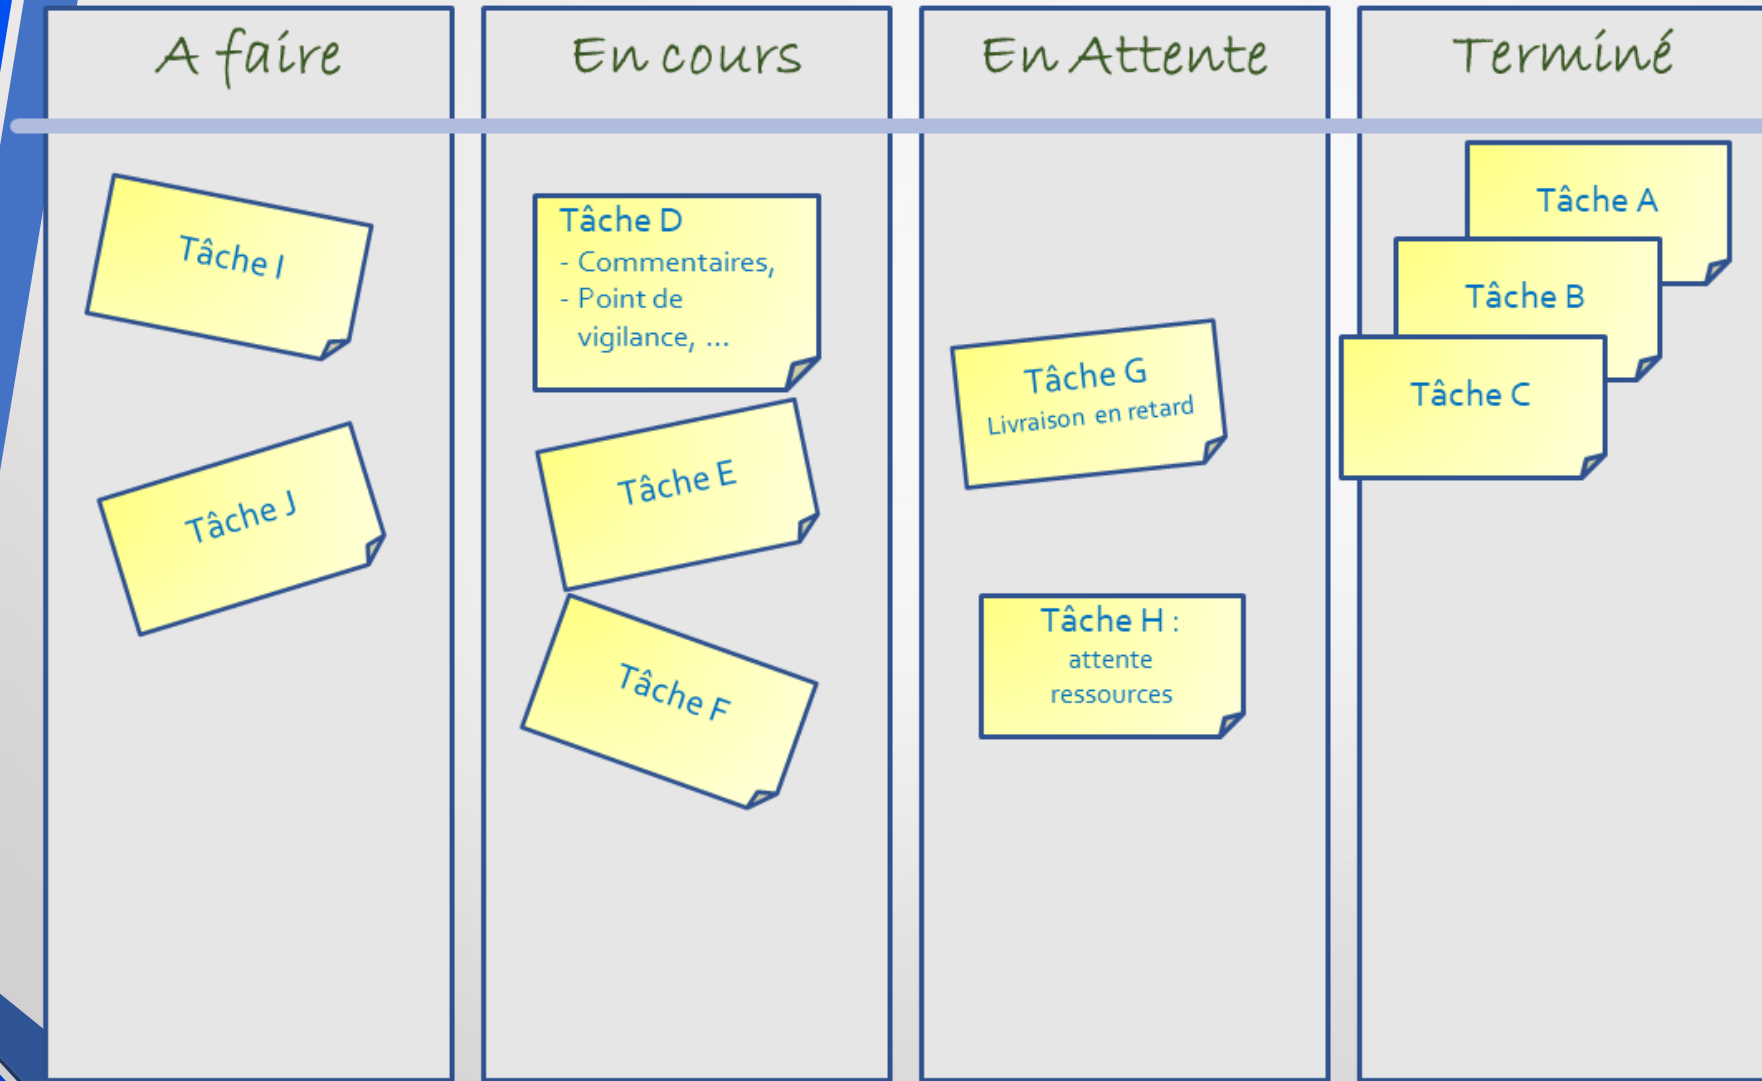 A faire
En cours
En Attente
Terminé
Tâche I
Tâche J
Tâche D
- Commentaires,
- Point de
vigilance, ...
Tâche E
Tâche F
Tâche G
Livraison en retard
Tâche H :
attente
ressources
Tâche A
Tâche B
Tâche C